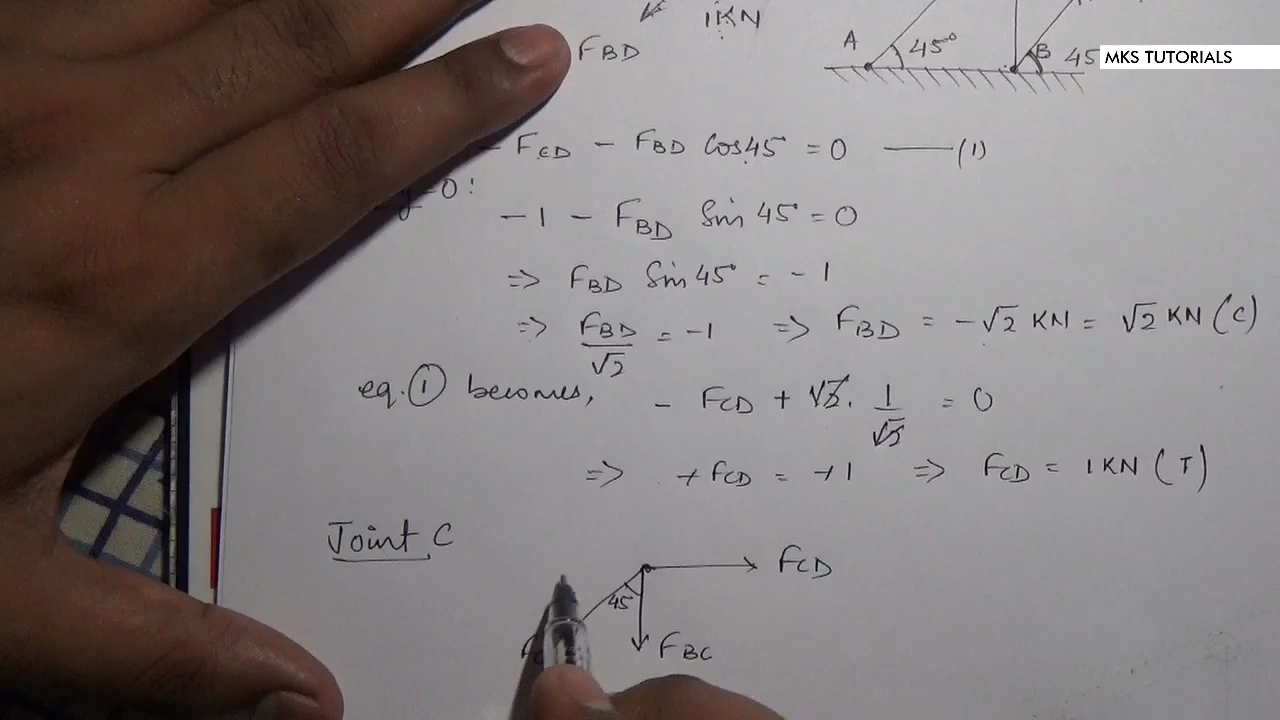 1KN
FBD
A 45° B 45
MKS TUTORIALS
- FCD - FBD Cos45° = 0 —— (1)
y=0:
-1 - FBD Sin 45° = 0
=> FBD Sin 45° = -1
=> FBD/√2 = -1 => FBD = -√2 KN = √2 KN (C)
eq. ① becomes, - FCD + √2 . 1/√2 = 0
=> +FCD = +1 => FCD = 1KN (T)
Joint C
FCD
45°
FBC